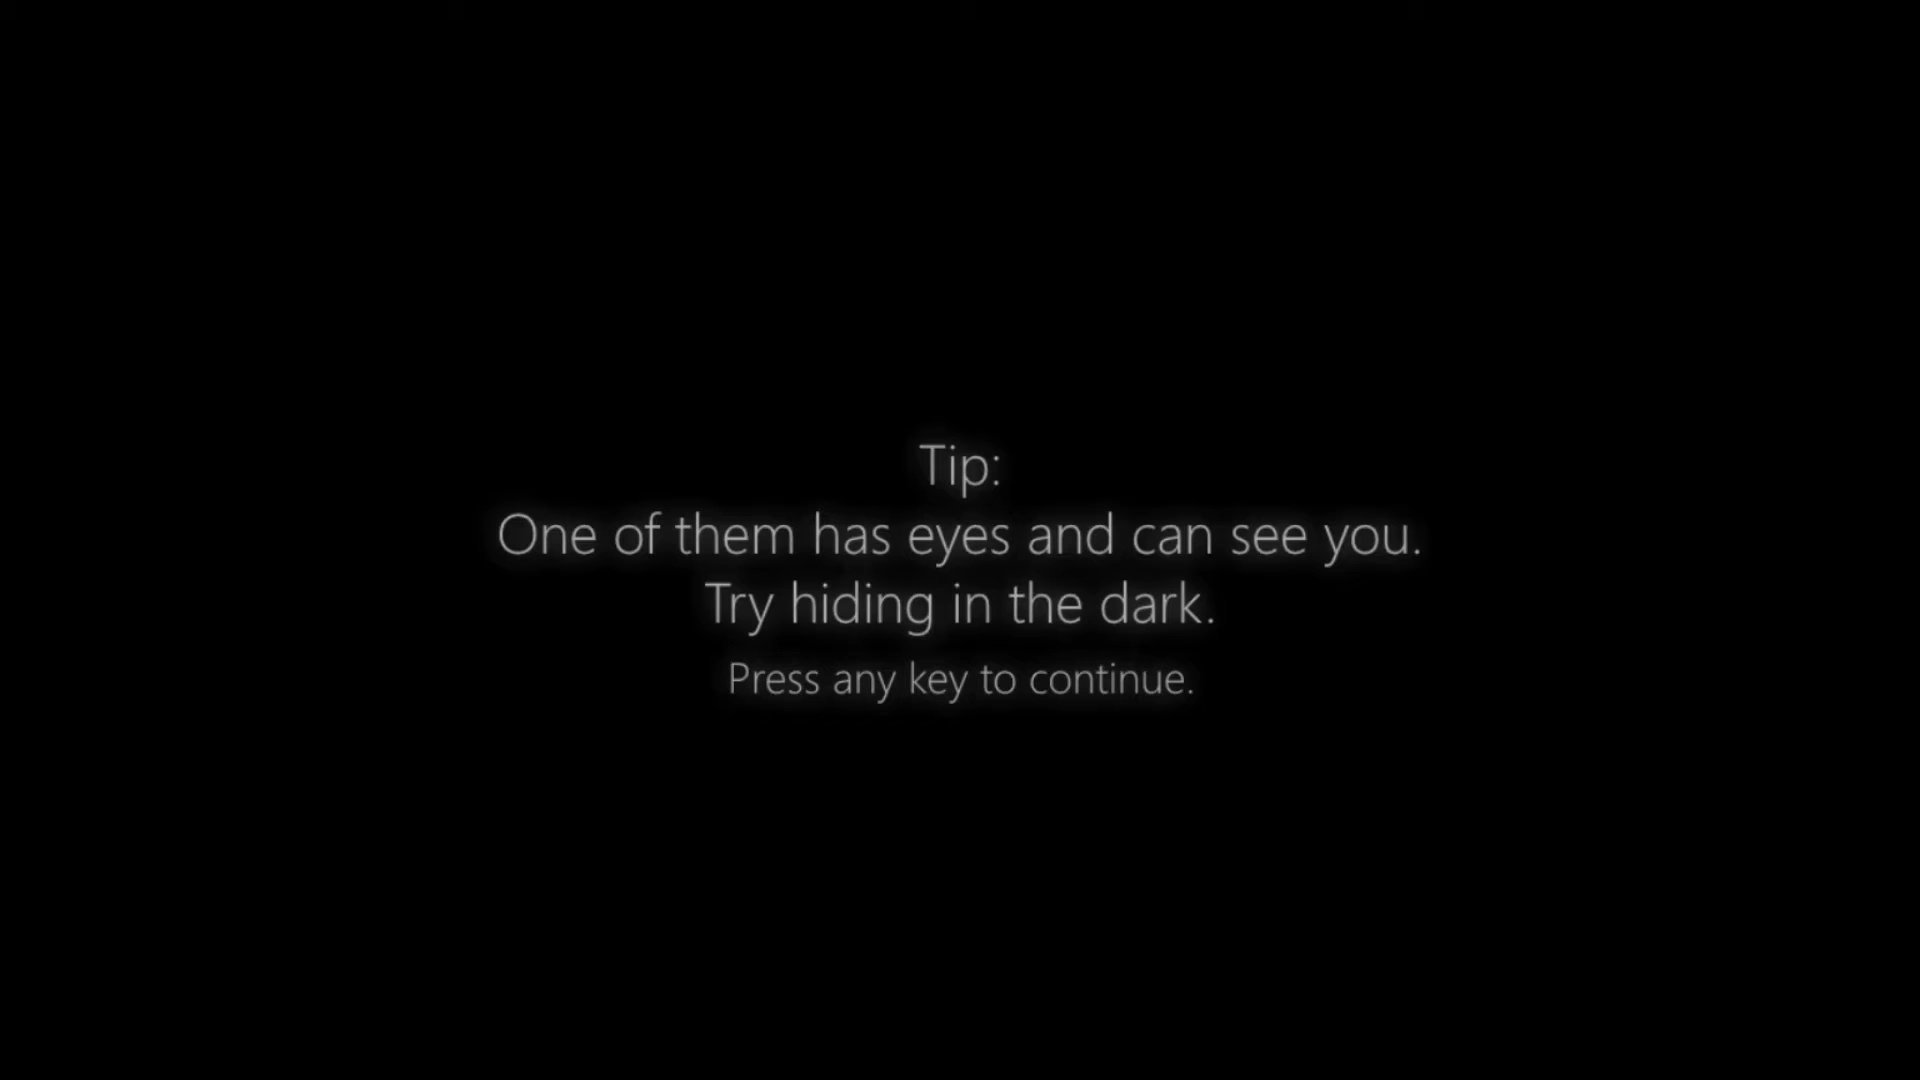 Tip:
One of them has eyes and can see you.
Try hiding in the dark.
Press any key to continue.